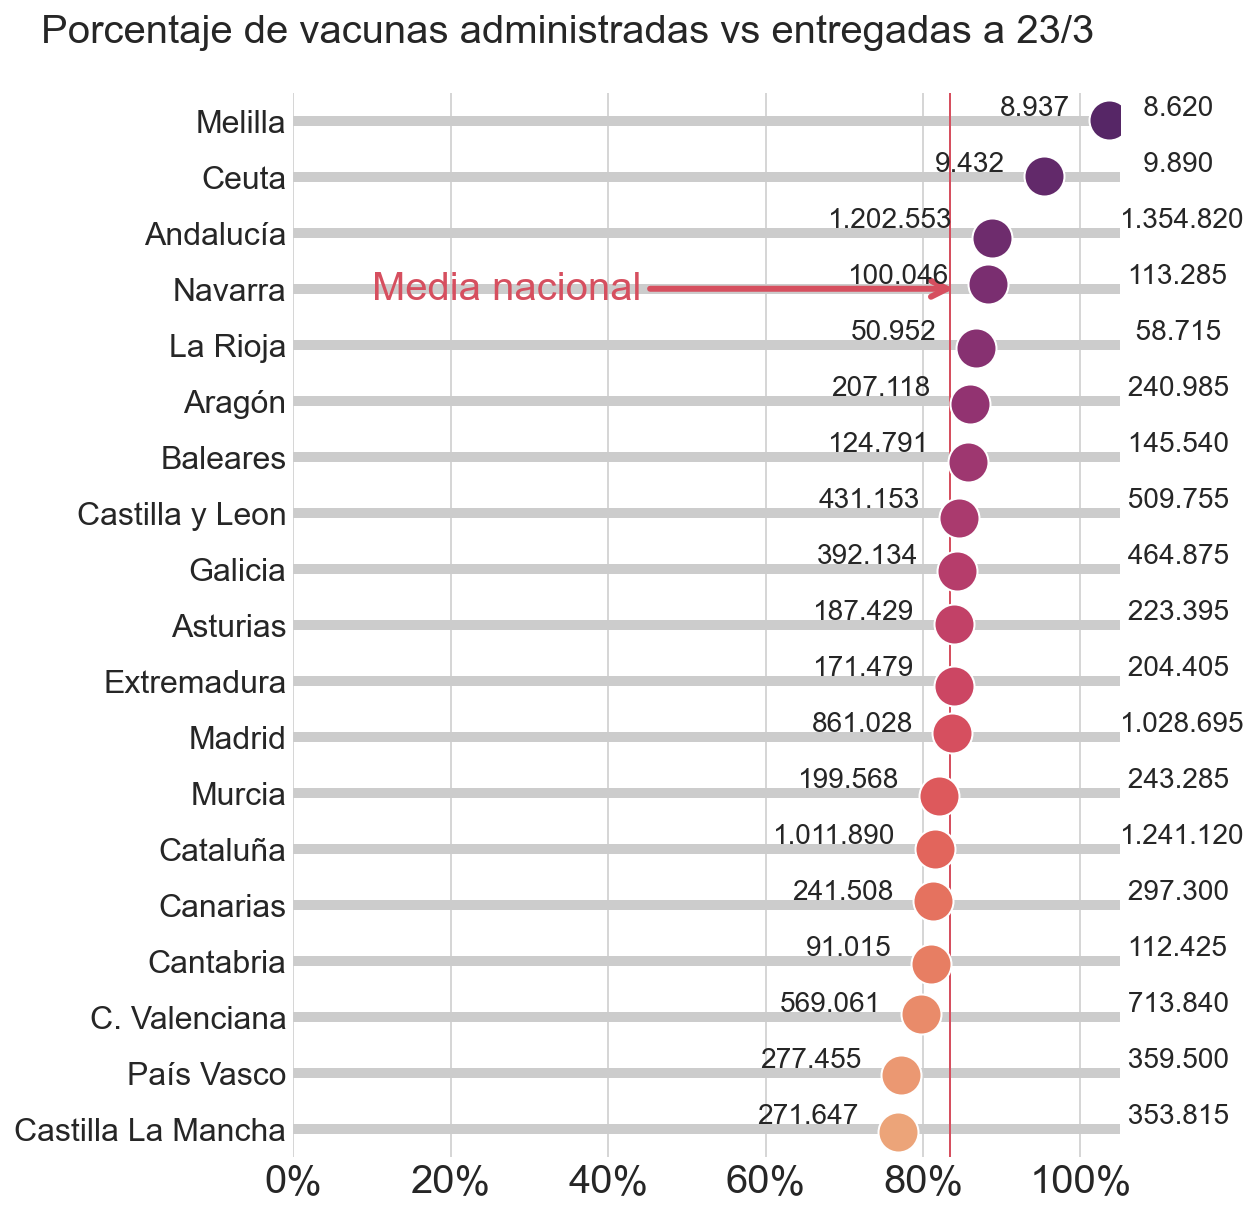 Porcentaje de vacunas administradas vs entregadas a 23/3
Melilla 8.937 8.620
Ceuta 9.432 9.890
Andalucía 1.202.553 1.354.820
Navarra Media nacional 100.046 113.285
La Rioja 50.952 58.715
Aragón 207.118 240.985
Baleares 124.791 145.540
Castilla y Leon 431.153 509.755
Galicia 392.134 464.875
Asturias 187.429 223.395
Extremadura 171.479 204.405
Madrid 861.028 1.028.695
Murcia 199.568 243.285
Cataluña 1.011.890 1.241.120
Canarias 241.508 297.300
Cantabria 91.015 112.425
C. Valenciana 569.061 713.840
País Vasco 277.455 359.500
Castilla La Mancha 271.647 353.815
0% 20% 40% 60% 80% 100%